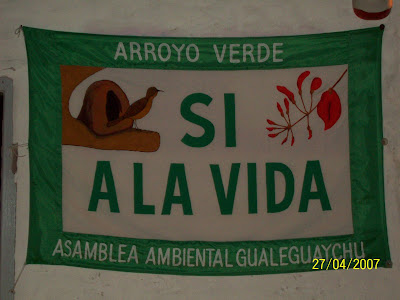 ARROYO VERDE
SI
A LA VIDA
ASAMBLEA AMBIENTAL GUALEGUAYCHU
27/04/2007